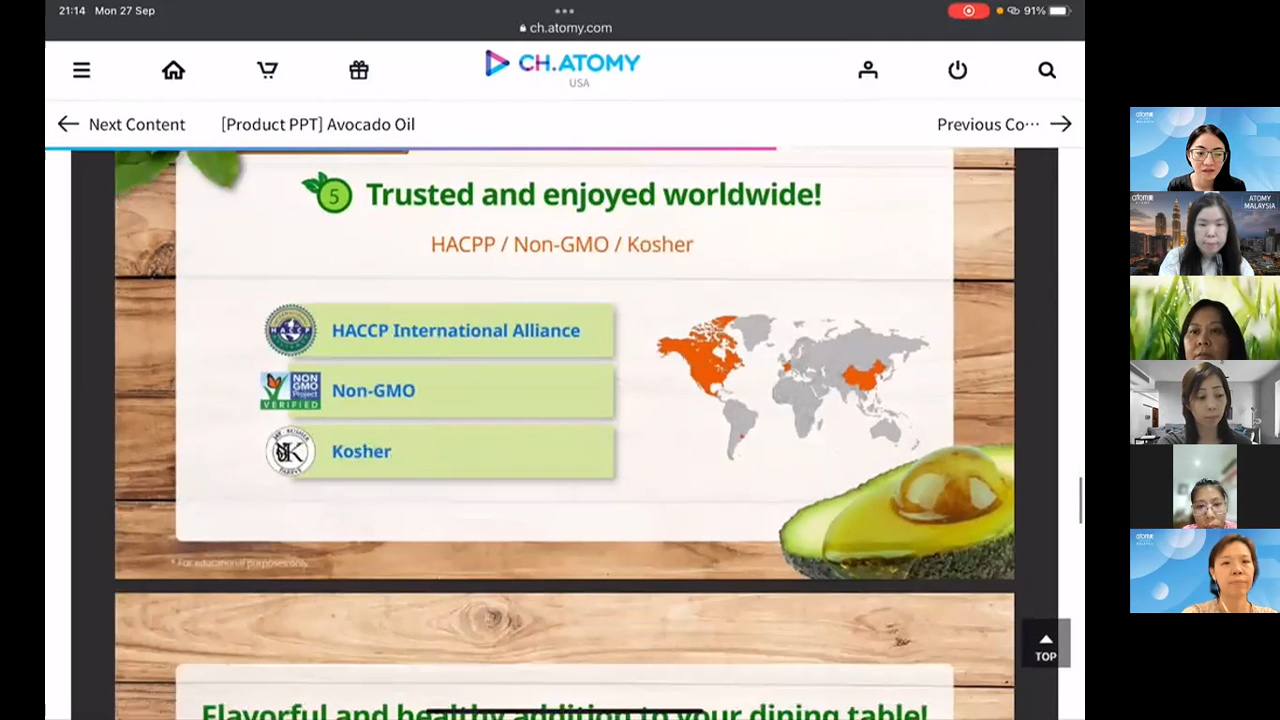 21:14 Mon 27 Sep
91%
ch.atomy.com
CH.ATOMY
USA
Next Content
[Product PPT] Avocado Oil
Previous Co···
5
Trusted and enjoyed worldwide!
HACPP / Non-GMO / Kosher
HACCP
HACCP International Alliance
NON
GMO
Project
VERIFIED
Non-GMO
K
Kosher
* For educational purposes only
TOP
Flavorful and healthy addition to your dining table!
ATOMY
MALAYSIA